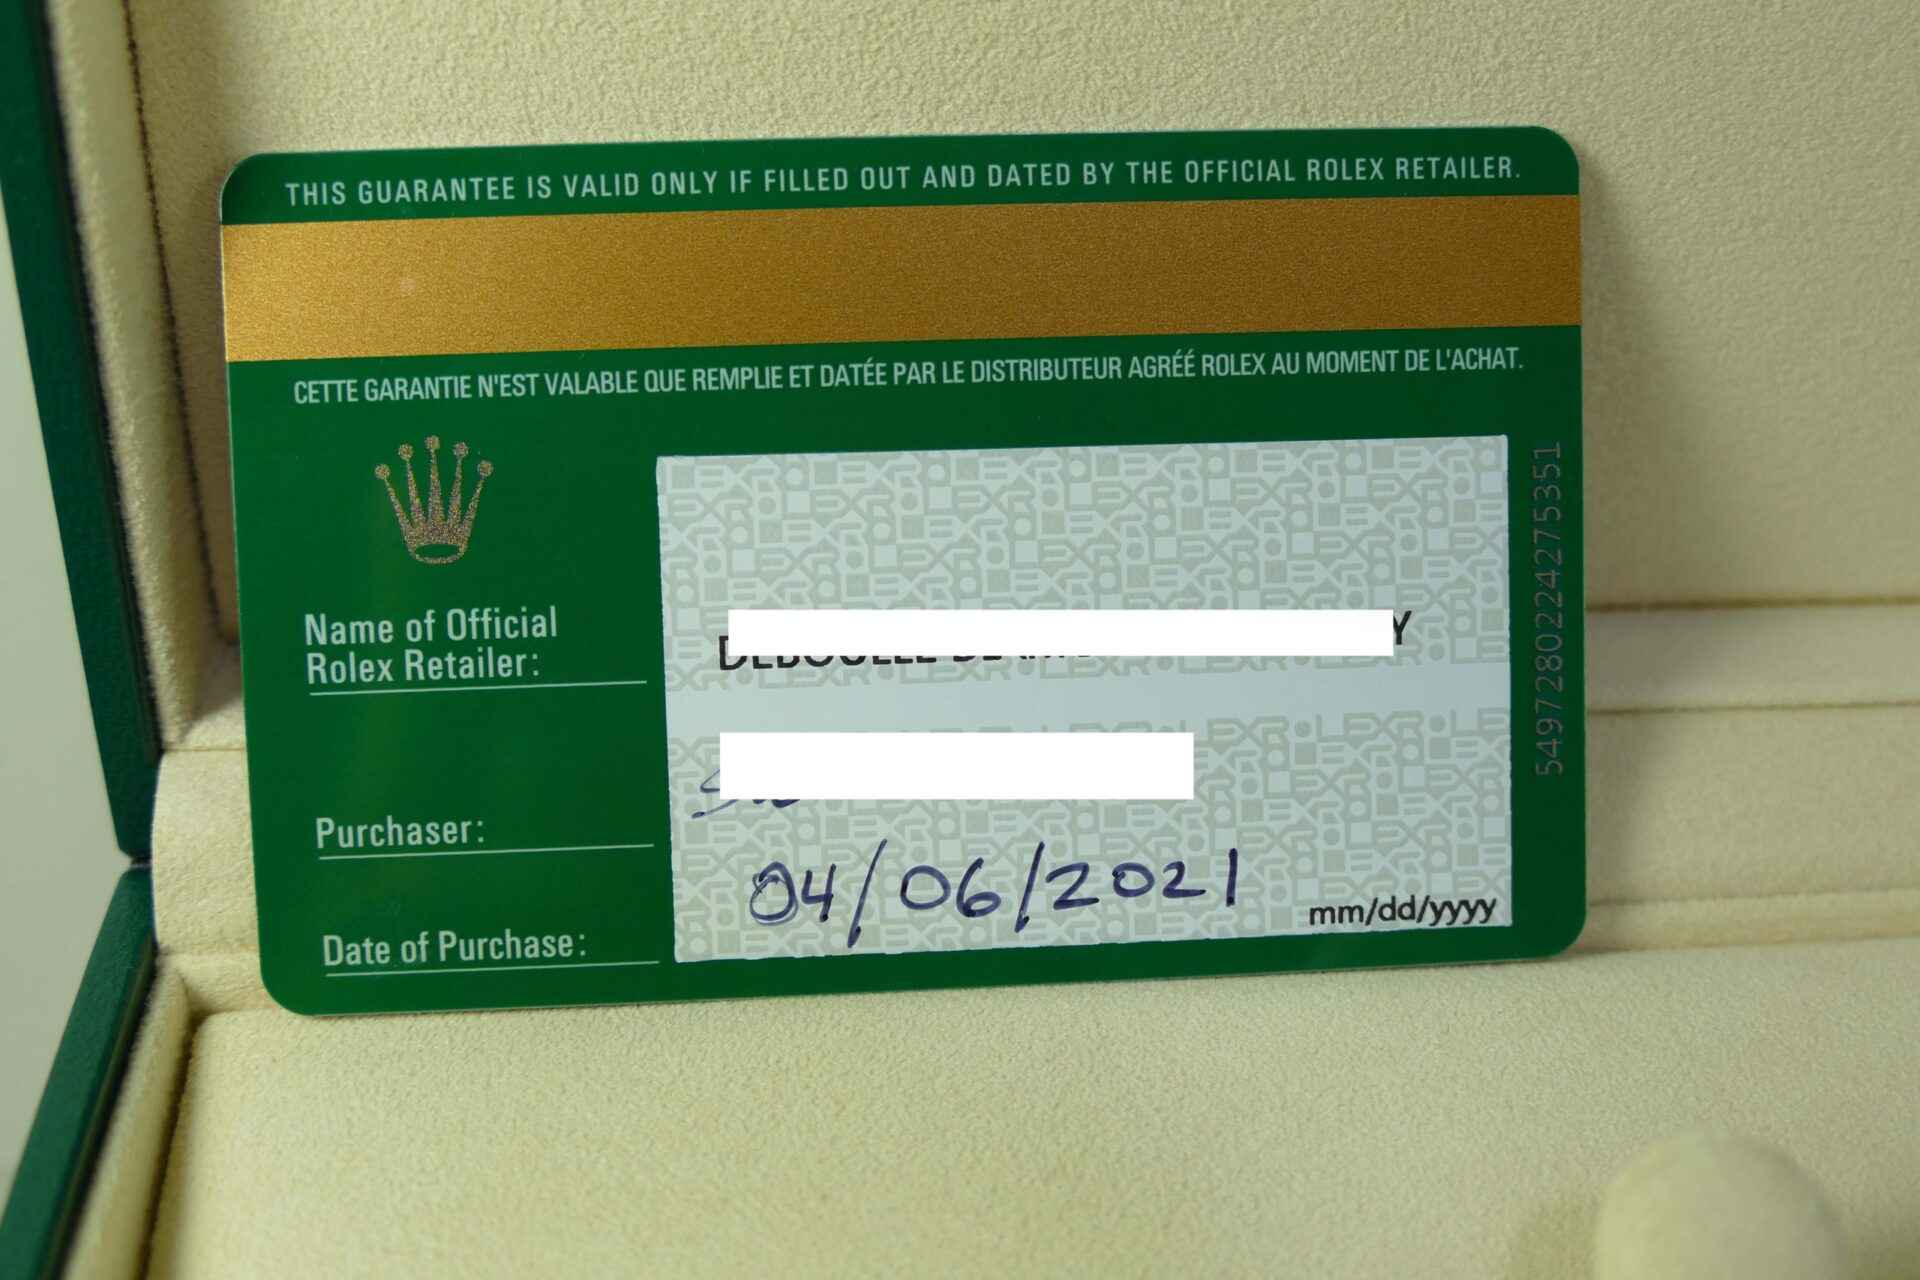 THIS GUARANTEE IS VALID ONLY IF FILLED OUT AND DATED BY THE OFFICIAL ROLEX RETAILER.
CETTE GARANTIE N'EST VALABLE QUE REMPLIE ET DATÉE PAR LE DISTRIBUTEUR AGRÉÉ ROLEX AU MOMENT DE L'ACHAT.
Name of Official
Rolex Retailer:
Purchaser:
Date of Purchase:
04/06/2021
mm/dd/yyyy
5497280224275351